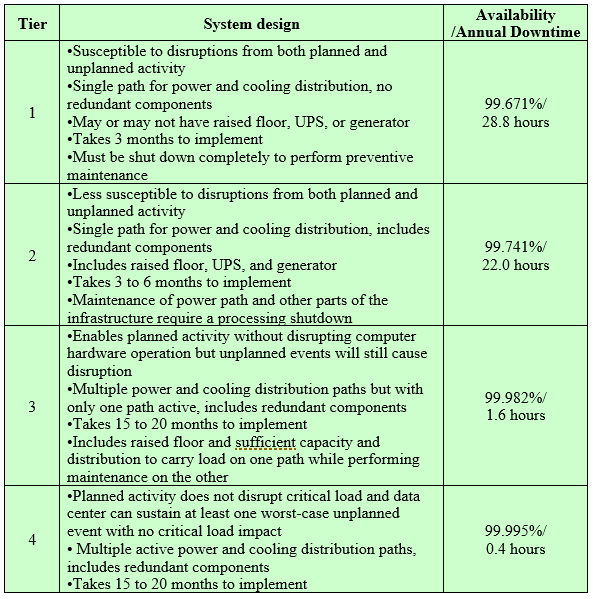 Tier
System design
Availability
/Annual Downtime
1
•Susceptible to disruptions from both planned and
unplanned activity
•Single path for power and cooling distribution, no
redundant components
•May or may not have raised floor, UPS, or generator
•Takes 3 months to implement
•Must be shut down completely to perform preventive
maintenance
99.671%/
28.8 hours
2
•Less susceptible to disruptions from both planned and
unplanned activity
•Single path for power and cooling distribution, includes
redundant components
•Includes raised floor, UPS, and generator
•Takes 3 to 6 months to implement
•Maintenance of power path and other parts of the
infrastructure require a processing shutdown
99.741%/
22.0 hours
3
•Enables planned activity without disrupting computer
hardware operation but unplanned events will still cause
disruption
•Multiple power and cooling distribution paths but with
only one path active, includes redundant components
•Takes 15 to 20 months to implement
•Includes raised floor and sufficient capacity and
distribution to carry load on one path while performing
maintenance on the other
99.982%/
1.6 hours
4
•Planned activity does not disrupt critical load and data
center can sustain at least one worst-case unplanned
event with no critical load impact
• Multiple active power and cooling distribution paths,
includes redundant components
•Takes 15 to 20 months to implement
99.995%/
0.4 hours